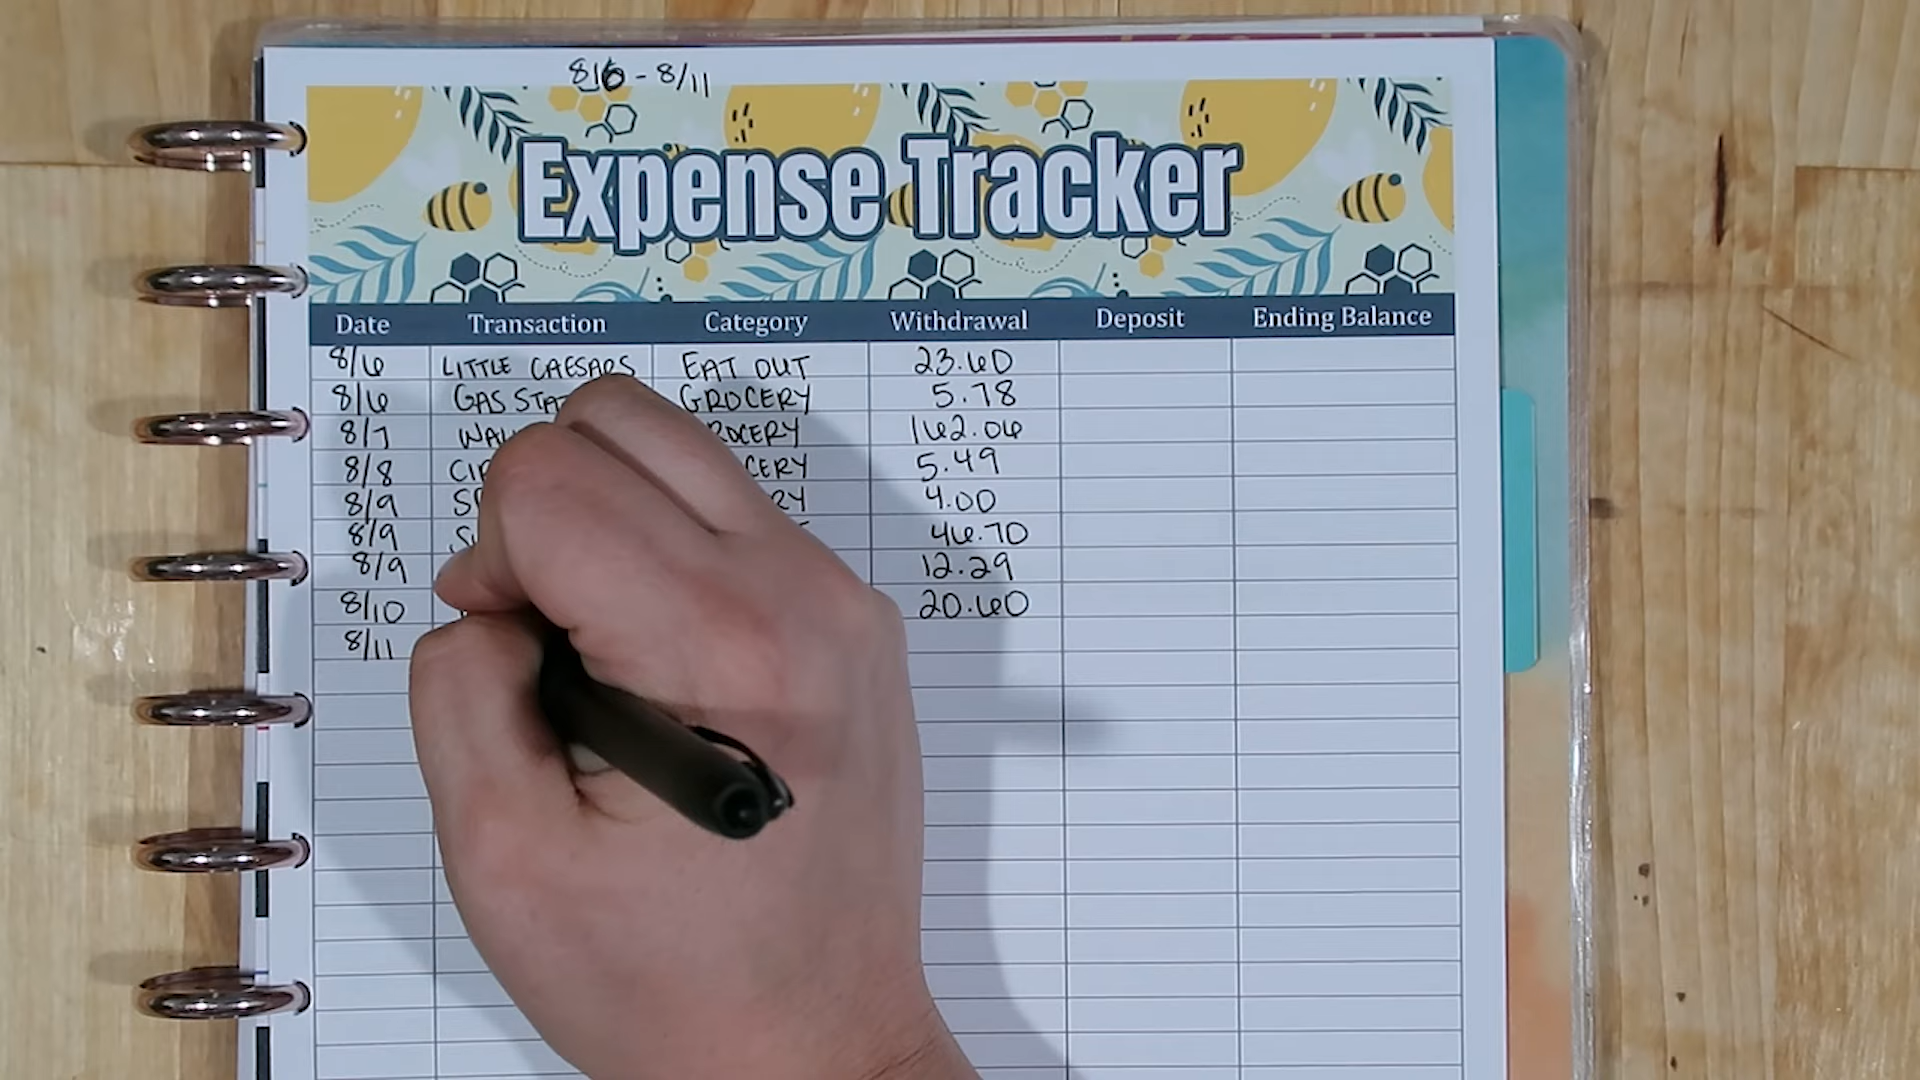 8/6 - 8/11
Expense Tracker
Date Transaction Category Withdrawal Deposit Ending Balance
8/6 LITTLE CAESARS EAT OUT 23.60
8/6 GAS GROCERY 5.78
8/7 162.06
8/8 5.49
8/9 4.00
8/9 46.70
8/9 12.29
8/10 20.60
8/11